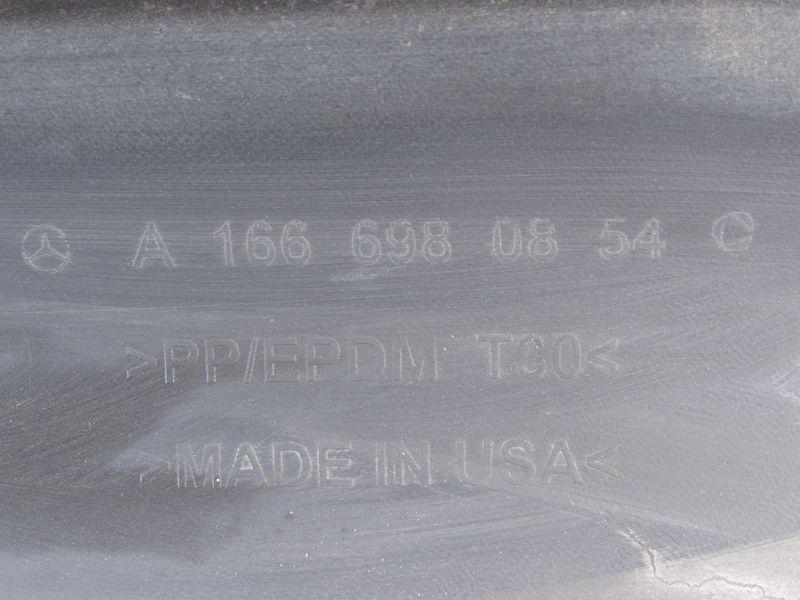 A 166 698 08 54
>PP/EPDM T30<
>MADE IN USA<